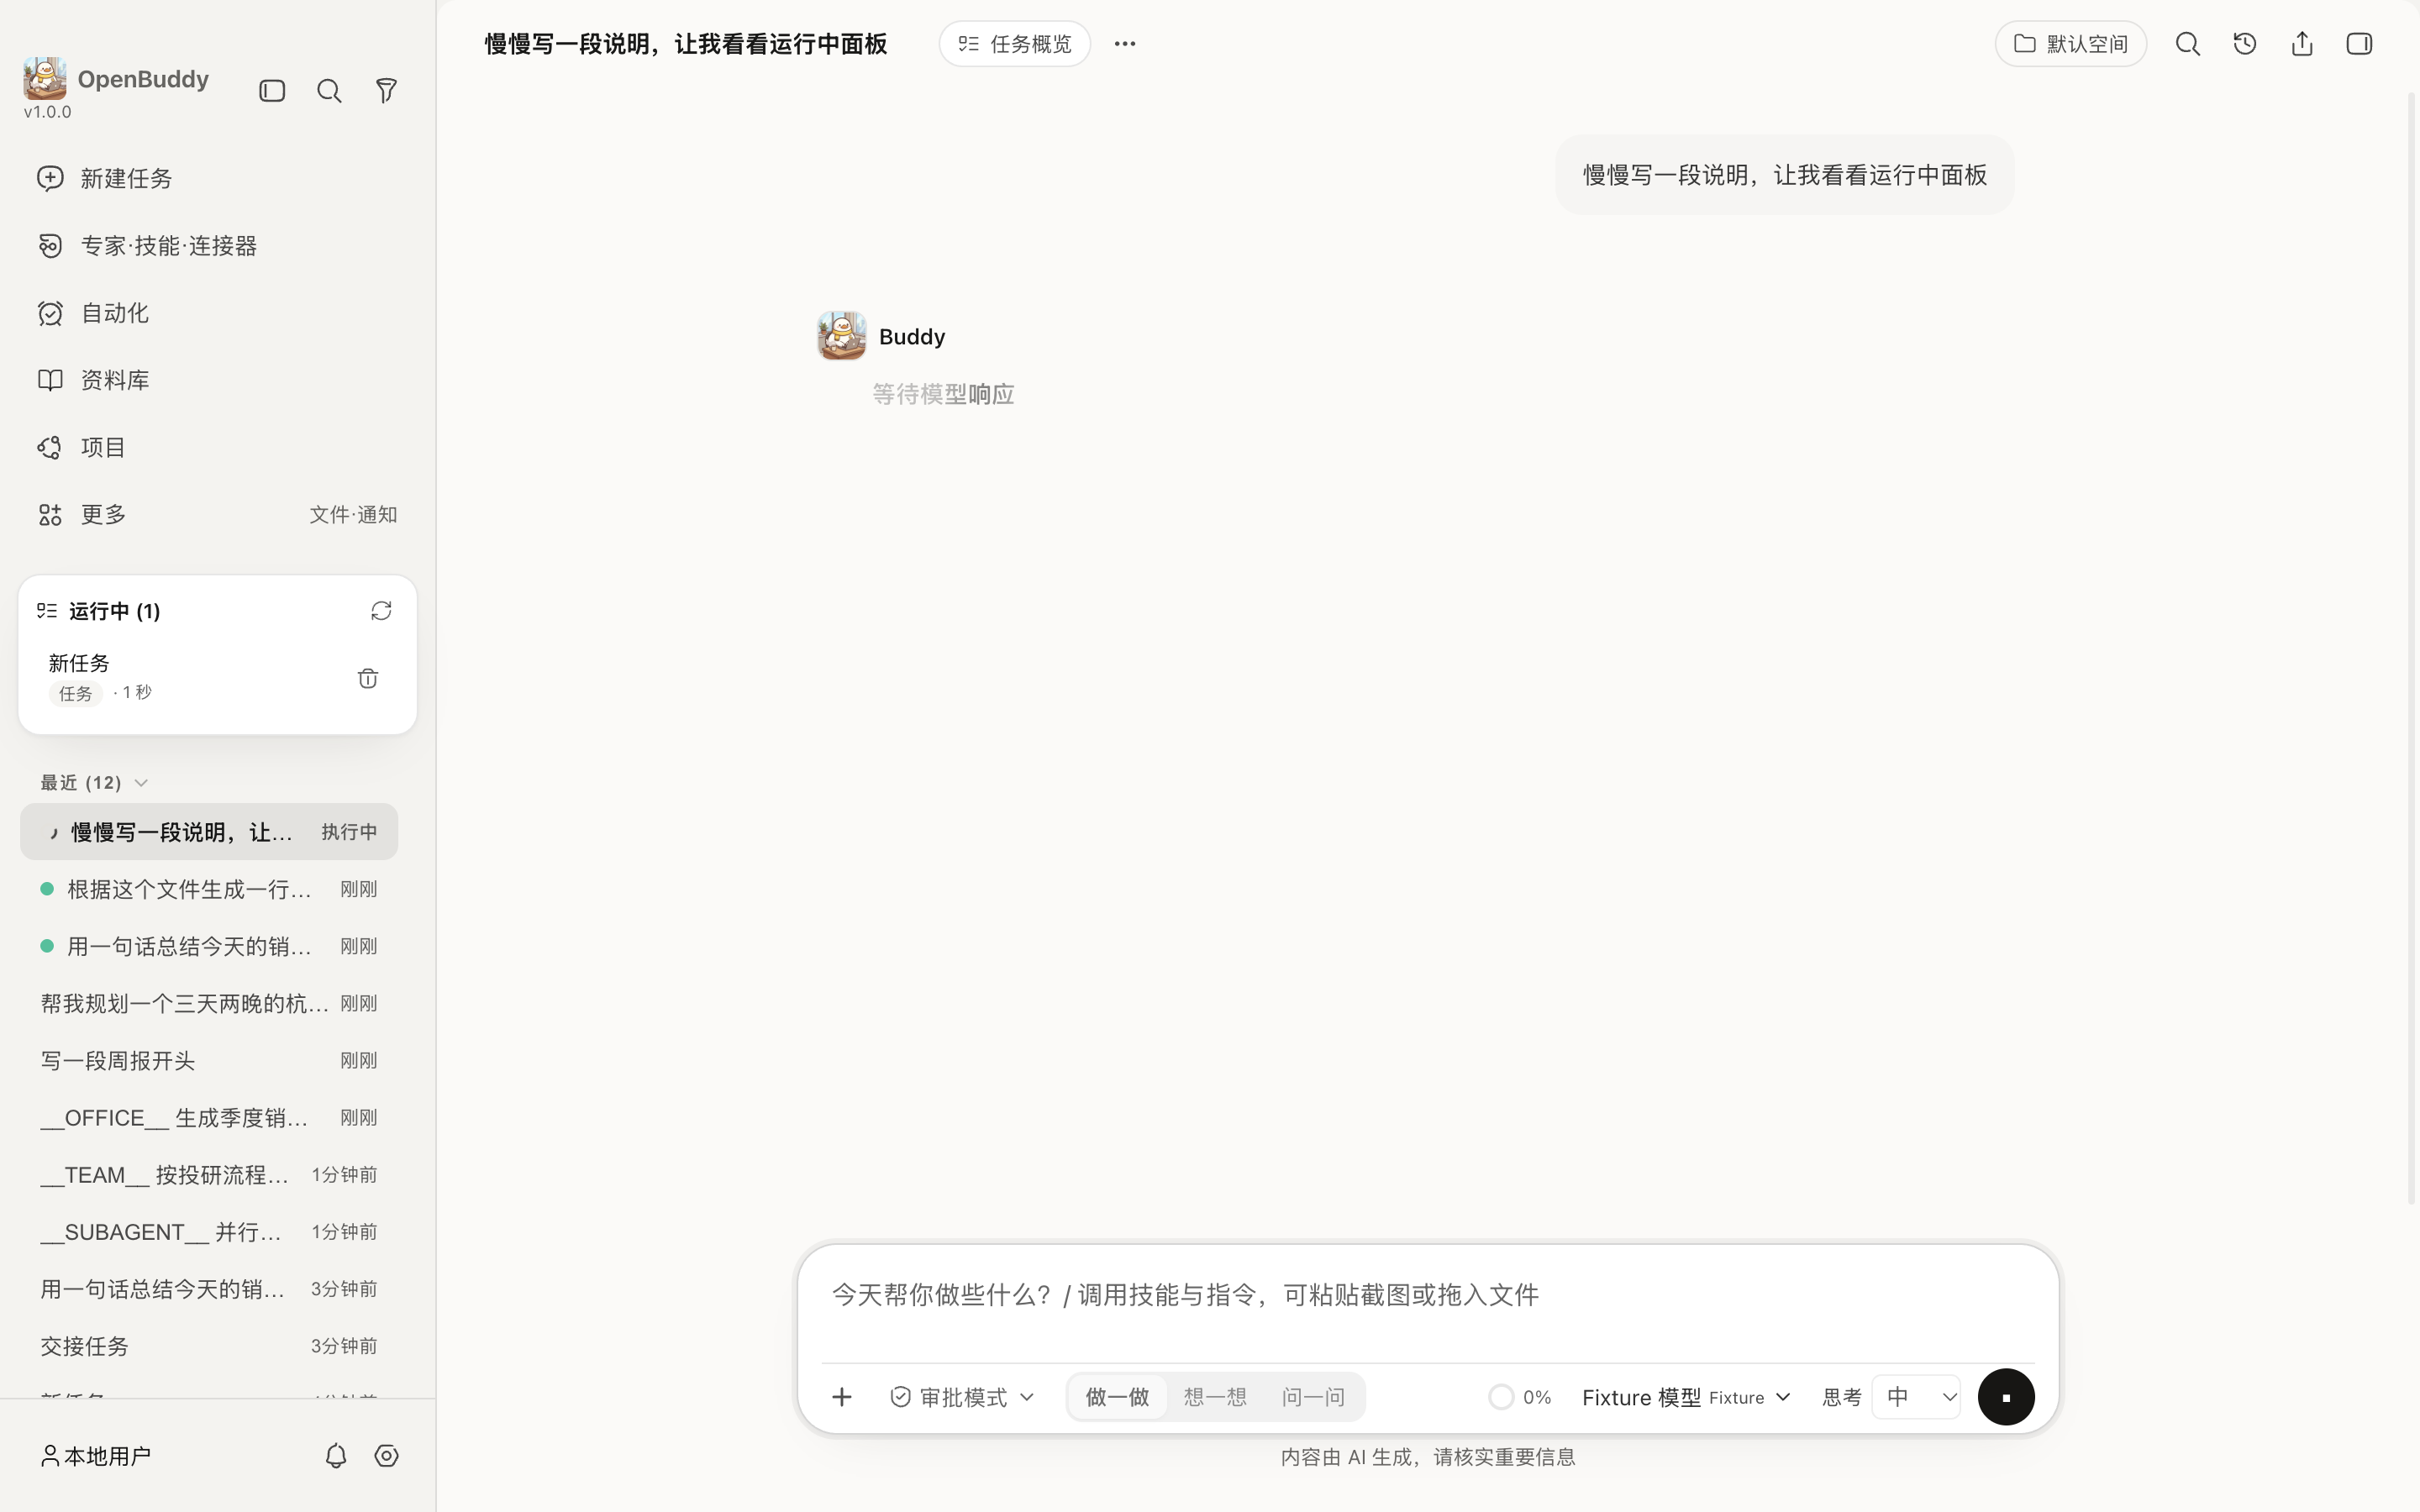 OpenBuddy
v1.0.0
新建任务
专家·技能·连接器
自动化
资料库
项目
更多
文件·通知
运行中 (1)
新任务
任务
· 1 秒
最近 (12)
慢慢写一段说明，让… 执行中
根据这个文件生成一行… 刚刚
用一句话总结今天的销… 刚刚
帮我规划一个三天两晚的杭… 刚刚
写一段周报开头 刚刚
__OFFICE__ 生成季度销… 刚刚
__TEAM__ 按投研流程… 1分钟前
__SUBAGENT__ 并行… 1分钟前
用一句话总结今天的销… 3分钟前
交接任务 3分钟前
本地用户
慢慢写一段说明，让我看看运行中面板
任务概览
默认空间
慢慢写一段说明，让我看看运行中面板
Buddy
等待模型响应
今天帮你做些什么？/ 调用技能与指令，可粘贴截图或拖入文件
审批模式
做一做 想一想 问一问
0%
Fixture 模型 Fixture
思考 中
内容由 AI 生成，请核实重要信息